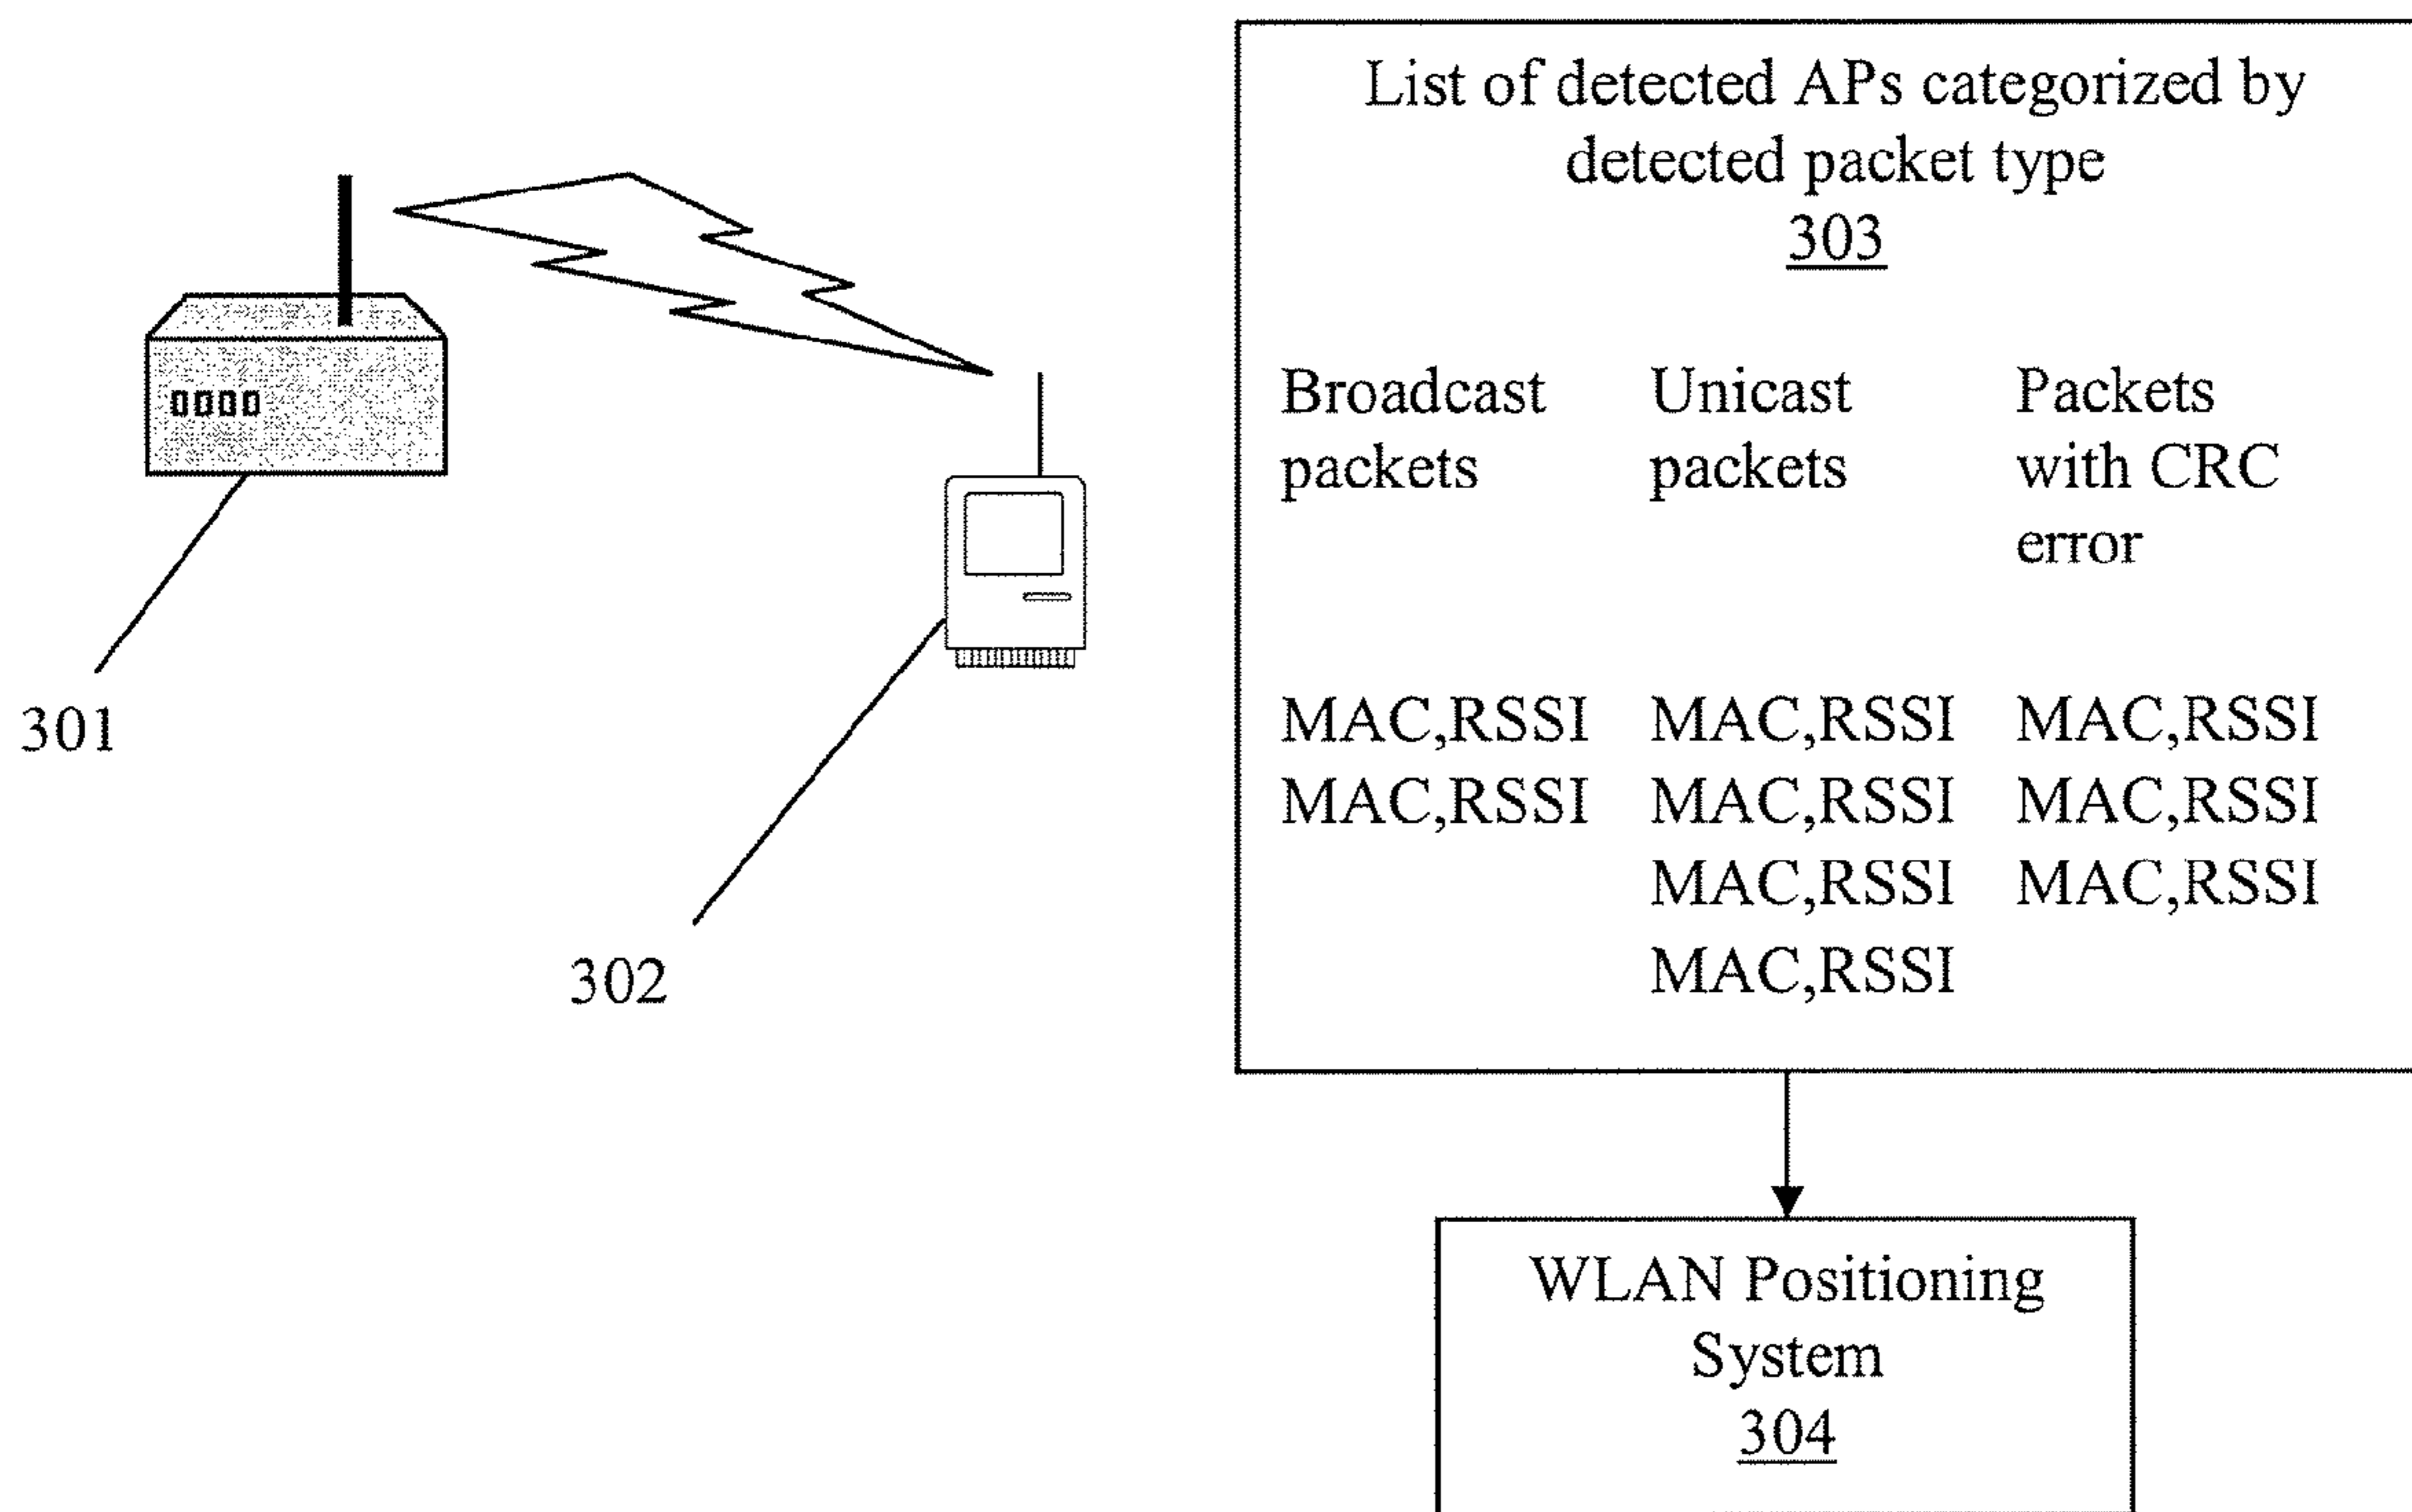 List of detected APs categorized by
detected packet type
303
Broadcast packets
Unicast packets
Packets with CRC error
MAC,RSSI MAC,RSSI MAC,RSSI
MAC,RSSI MAC,RSSI MAC,RSSI
MAC,RSSI MAC,RSSI
MAC,RSSI
301
302
WLAN Positioning
System
304